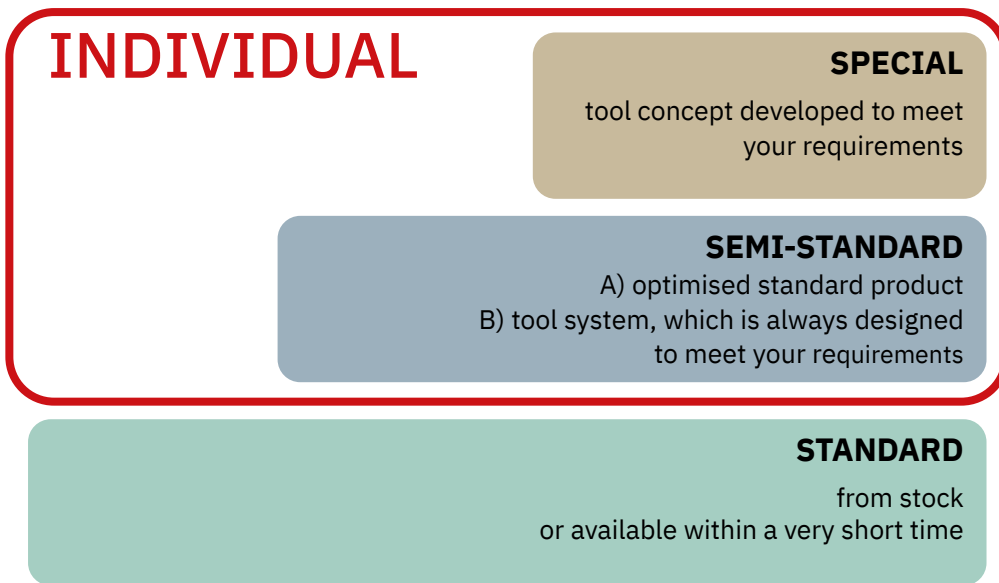 INDIVIDUAL
SPECIAL
tool concept developed to meet
your requirements
SEMI-STANDARD
A) optimised standard product
B) tool system, which is always designed
to meet your requirements
STANDARD
from stock
or available within a very short time